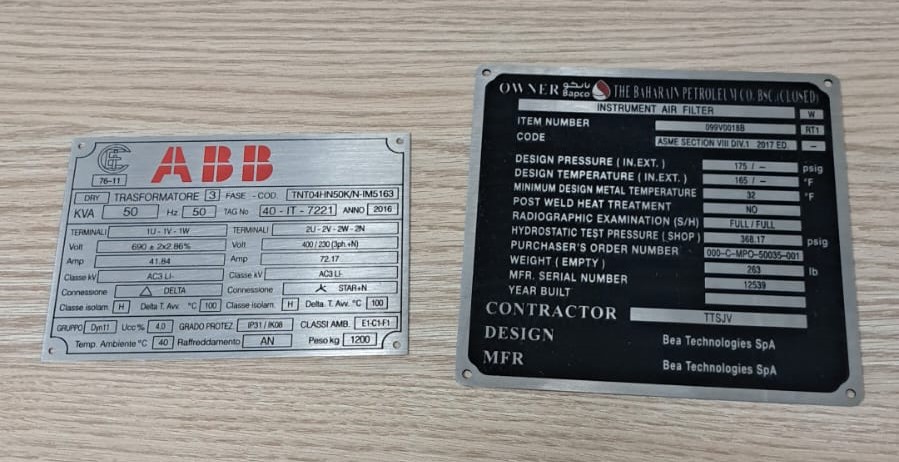 76-11
ABB
DRY TRASFORMATORE 3 FASE - COD. TNT04HN50K/N-IM5163
KVA 50 Hz 50 TAG No 40 - IT - 7221 ANNO 2016
TERMINALI 1U - 1V - 1W TERMINALI 2U - 2V - 2W - 2N
Volt 690 ± 2x2.86% Volt 400 / 230 (3ph.+N)
Amp 41.84 Amp 72.17
Classe kV AC3 LI- Classe kV AC3 LI-
Connessione DELTA Connessione STAR+N
Classe isolam. H Delta T. Avv. °C 100 Classe isolam. H Delta. T. Avv. °C 100
GRUPPO Dyn11 Ucc% 4,0 GRADO PROTEZ. IP31 / IK08 CLASSI AMB. E1-C1-F1
Temp. Ambiente °C 40 Raffreddamento AN Peso kg 1200
OWNER بابكو Bapco THE BAHARAIN PETROLEUM CO. BSC.,(CLOSED)
INSTRUMENT AIR FILTER W
ITEM NUMBER 099V0018B RT1
CODE ASME SECTION VIII DIV.1 2017 ED. -
DESIGN PRESSURE ( IN.EXT. ) 175 / - psig
DESIGN TEMPERATURE ( IN.EXT. ) 165 / - °F
MINIMUM DESIGN METAL TEMPERATURE 32 °F
POST WELD HEAT TREATMENT NO
RADIOGRAPHIC EXAMINATION (S/H) FULL / FULL
HYDROSTATIC TEST PRESSURE ( SHOP ) 368.17 psig
PURCHASER'S ORDER NUMBER 000-C-MPO-50035-001
WEIGHT ( EMPTY ) 263 lb
MFR. SERIAL NUMBER 12539
YEAR BUILT
CONTRACTOR TTSJV
DESIGN Bea Technologies SpA
MFR Bea Technologies SpA